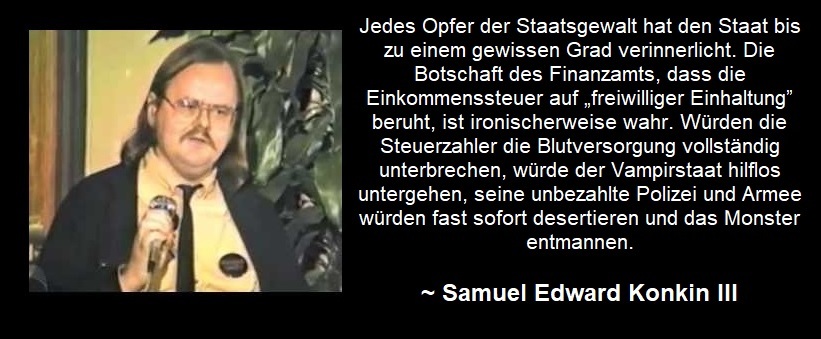 Jedes Opfer der Staatsgewalt hat den Staat bis
zu einem gewissen Grad verinnerlicht. Die
Botschaft des Finanzamts, dass die
Einkommenssteuer auf „freiwilliger Einhaltung”
beruht, ist ironischerweise wahr. Würden die
Steuerzahler die Blutversorgung vollständig
unterbrechen, würde der Vampirstaat hilflos
untergehen, seine unbezahlte Polizei und Armee
würden fast sofort desertieren und das Monster
entmannen.
~ Samuel Edward Konkin III